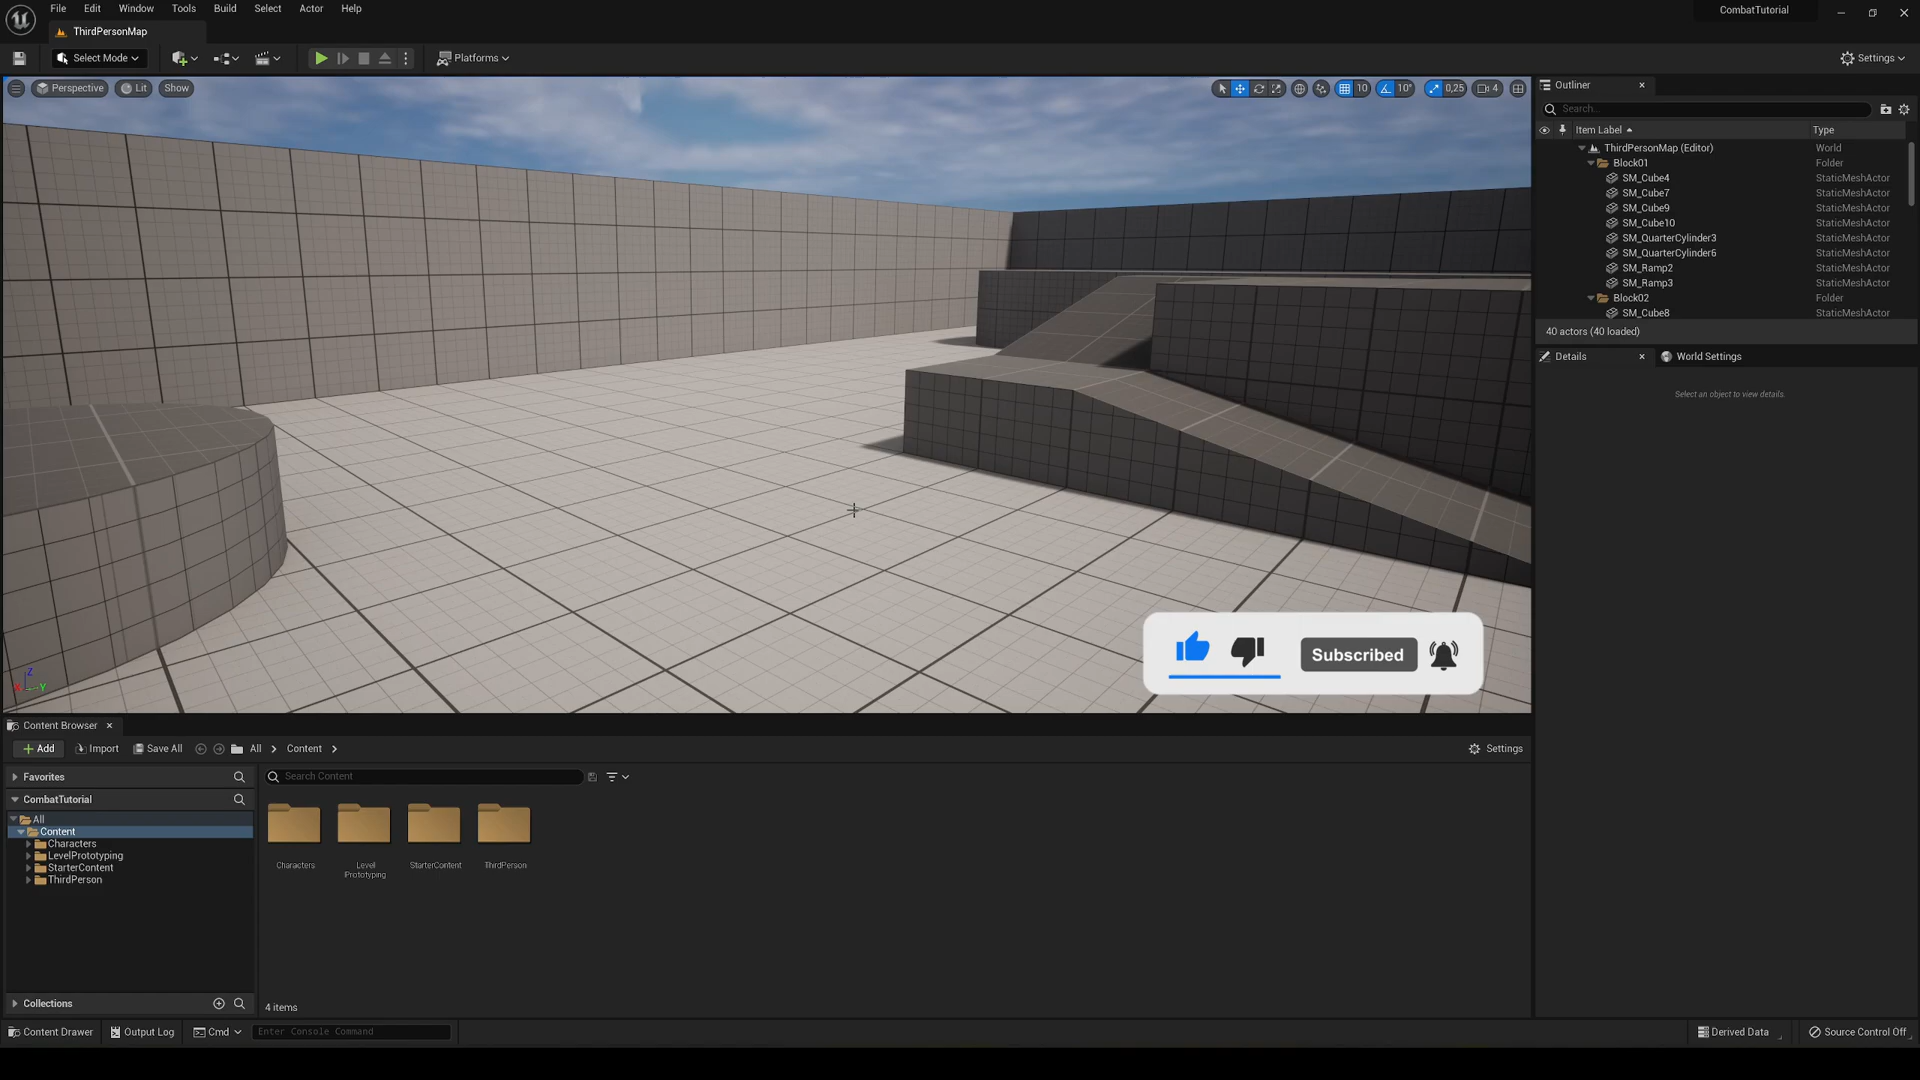 File Edit Window Tools Build Select Actor Help
CombatTutorial
ThirdPersonMap
Select Mode
Platforms
Settings
Perspective Lit Show
10 10° 0,25 4
Outliner
Search...
Item Label Type
ThirdPersonMap (Editor) World
Block01 Folder
SM_Cube4 StaticMeshActor
SM_Cube7 StaticMeshActor
SM_Cube9 StaticMeshActor
SM_Cube10 StaticMeshActor
SM_QuarterCylinder3 StaticMeshActor
SM_QuarterCylinder6 StaticMeshActor
SM_Ramp2 StaticMeshActor
SM_Ramp3 StaticMeshActor
Block02 Folder
SM_Cube8 StaticMeshActor
40 actors (40 loaded)
Details World Settings
Select an object to view details.
Subscribed
Z
X Y
Content Browser
Add Import Save All All Content Settings
Favorites
Search Content
CombatTutorial
All
Content
Characters
LevelPrototyping
StarterContent
ThirdPerson
Characters
Level
Prototyping
StarterContent
ThirdPerson
Collections
4 items
Content Drawer Output Log Cmd Enter Console Command Derived Data Source Control Off